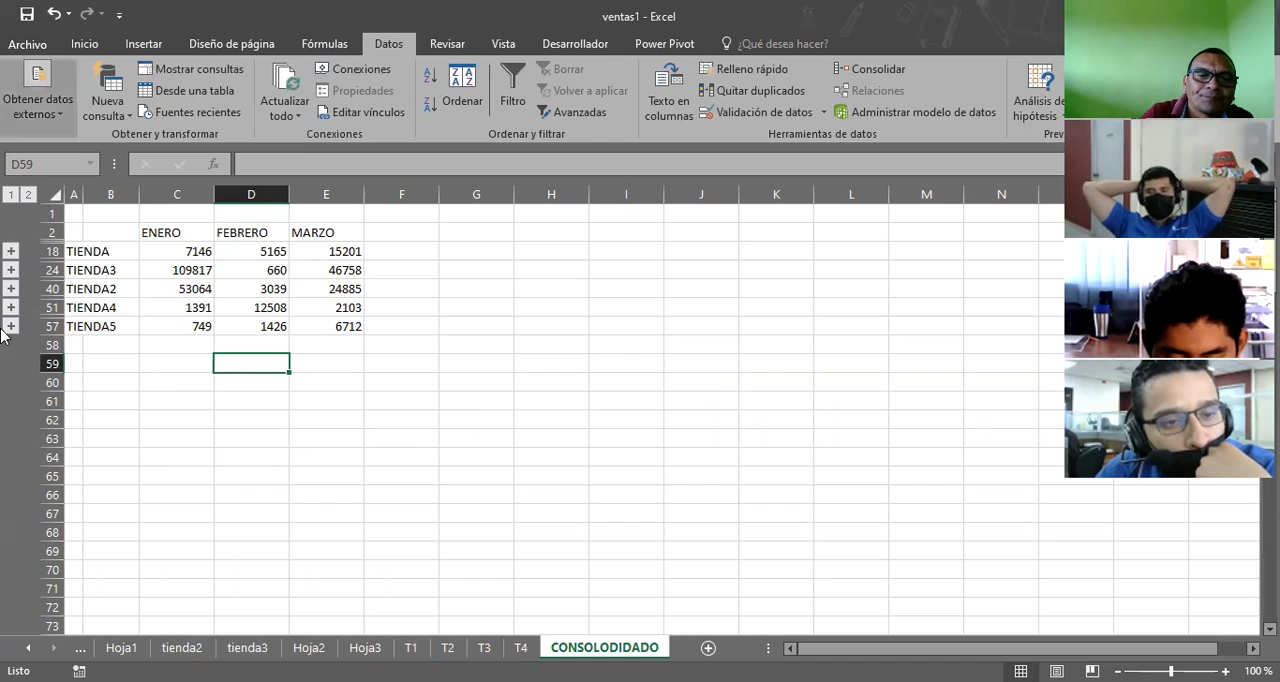 ventas1 - Excel
Archivo Inicio Insertar Diseño de página Fórmulas Datos Revisar Vista Desarrollador Power Pivot ¿Qué desea hacer?
Obtener datos externos
Nueva consulta
Mostrar consultas
Desde una tabla
Fuentes recientes
Obtener y transformar
Actualizar todo
Conexiones
Propiedades
Editar vínculos
Conexiones
Ordenar
Filtro
Borrar
Volver a aplicar
Avanzadas
Ordenar y filtrar
Texto en columnas
Relleno rápido
Quitar duplicados
Validación de datos
Consolidar
Relaciones
Administrar modelo de datos
Herramientas de datos
Análisis de hipótesis
Prev
D59 fx
1 2 A B C D E F G H I J K L M N
1
2 ENERO FEBRERO MARZO
18 TIENDA 7146 5165 15201
24 TIENDA3 109817 660 46758
40 TIENDA2 53064 3039 24885
51 TIENDA4 1391 12508 2103
57 TIENDA5 749 1426 6712
58
59
60
61
62
63
64
65
66
67
68
69
70
71
72
73
... Hoja1 tienda2 tienda3 Hoja2 Hoja3 T1 T2 T3 T4 CONSOLODIDADO
Listo 100 %